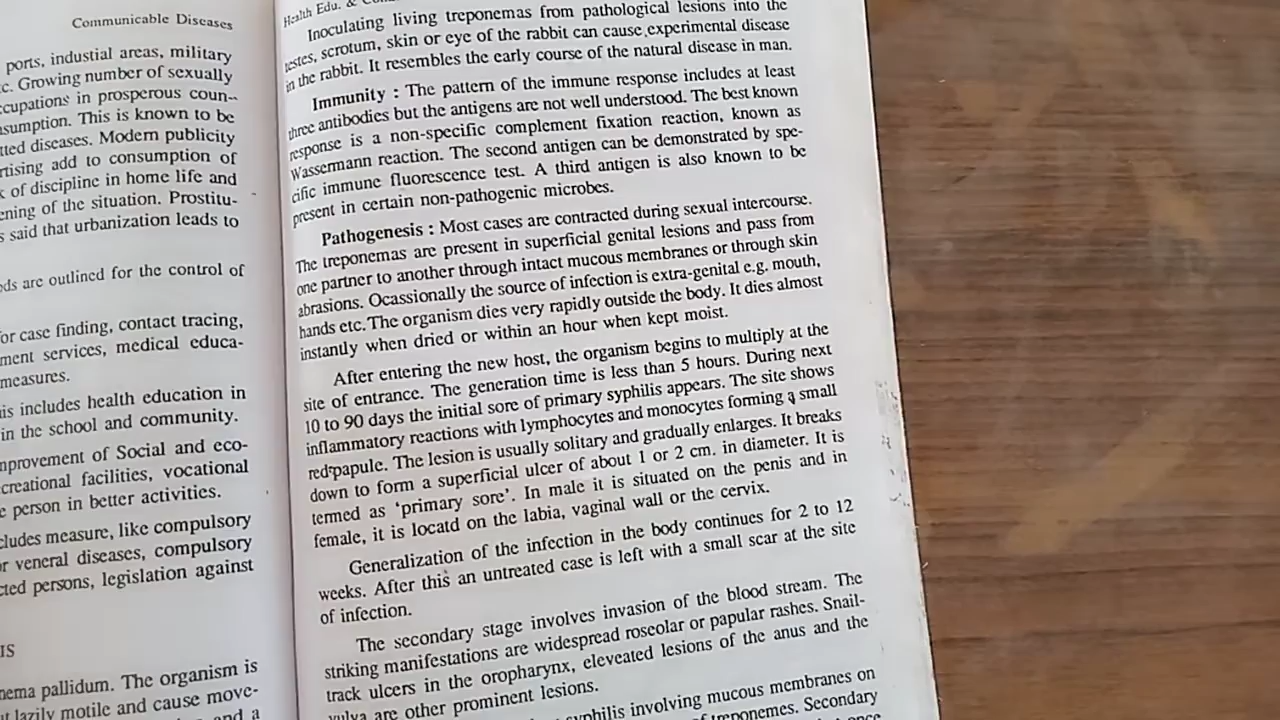 Communicable Diseases
ports, industial areas, military
c. Growing number of sexually
ccupations in prosperous coun-
sumption. This is known to be
tted diseases. Modern publicity
rtising add to consumption of
k of discipline in home life and
ening of the situation. Prostitu-
s said that urbanization leads to
ds are outlined for the control of
or case finding, contact tracing,
ment services, medical educa-
measures.
is includes health education in
in the school and community.
mprovement of Social and eco-
creational facilities, vocational
e person in better activities.
cludes measure, like compulsory
or veneral diseases, compulsory
cted persons, legislation against
IS
nema pallidum. The organism is
t lazily motile and cause move-
and a
Health Edu. &
Inoculating living treponemas from pathological lesions into the
testes, scrotum, skin or eye of the rabbit can cause experimental disease
in the rabbit. It resembles the early course of the natural disease in man.
Immunity : The pattern of the immune response includes at least
three antibodies but the antigens are not well understood. The best known
response is a non-specific complement fixation reaction, known as
Wassermann reaction. The second antigen can be demonstrated by spe-
cific immune fluorescence test. A third antigen is also known to be
present in certain non-pathogenic microbes.
Pathogenesis : Most cases are contracted during sexual intercourse.
The treponemas are present in superficial genital lesions and pass from
one partner to another through intact mucous membranes or through skin
abrasions. Ocassionally the source of infection is extra-genital e.g. mouth,
hands etc. The organism dies very rapidly outside the body. It dies almost
instantly when dried or within an hour when kept moist.
After entering the new host, the organism begins to multiply at the
site of entrance. The generation time is less than 5 hours. During next
10 to 90 days the initial sore of primary syphilis appears. The site shows
inflammatory reactions with lymphocytes and monocytes forming a small
red papule. The lesion is usually solitary and gradually enlarges. It breaks
down to form a superficial ulcer of about 1 or 2 cm. in diameter. It is
termed as ‘primary sore’. In male it is situated on the penis and in
female, it is locatd on the labia, vaginal wall or the cervix.
Generalization of the infection in the body continues for 2 to 12
weeks. After this an untreated case is left with a small scar at the site
of infection.
The secondary stage involves invasion of the blood stream. The
striking manifestations are widespread roseolar or papular rashes. Snail-
track ulcers in the oropharynx, eleveated lesions of the anus and the
vulva are other prominent lesions.
syphilis involving mucous membranes on
of treponemes. Secondary